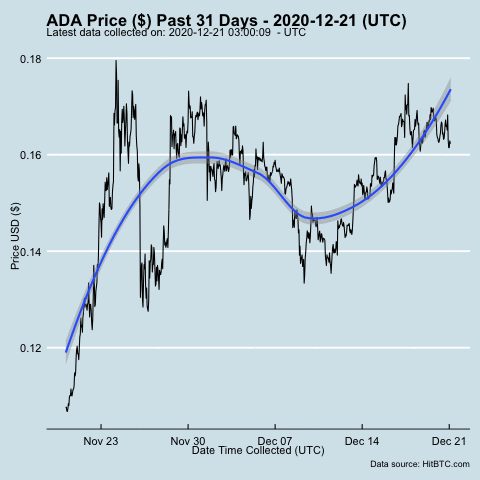 ADA Price ($) Past 31 Days - 2020-12-21 (UTC)
Latest data collected on: 2020-12-21 03:00:09 - UTC
0.18
0.16
0.14
0.12
Price USD ($)
Nov 23
Nov 30
Dec 07
Dec 14
Dec 21
Date Time Collected (UTC)
Data source: HitBTC.com